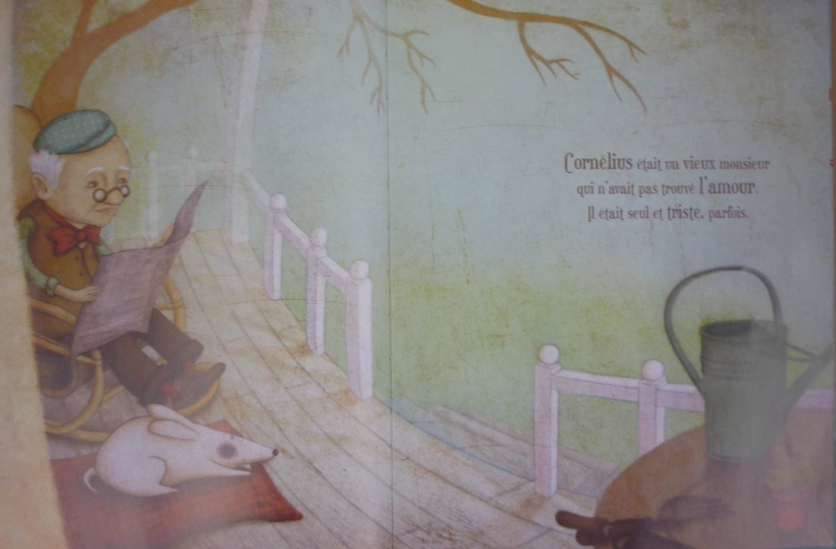 Cornélius était un vieux monsieur
qui n'avait pas trouvé l'amour.
Il était seul et triste, parfois.